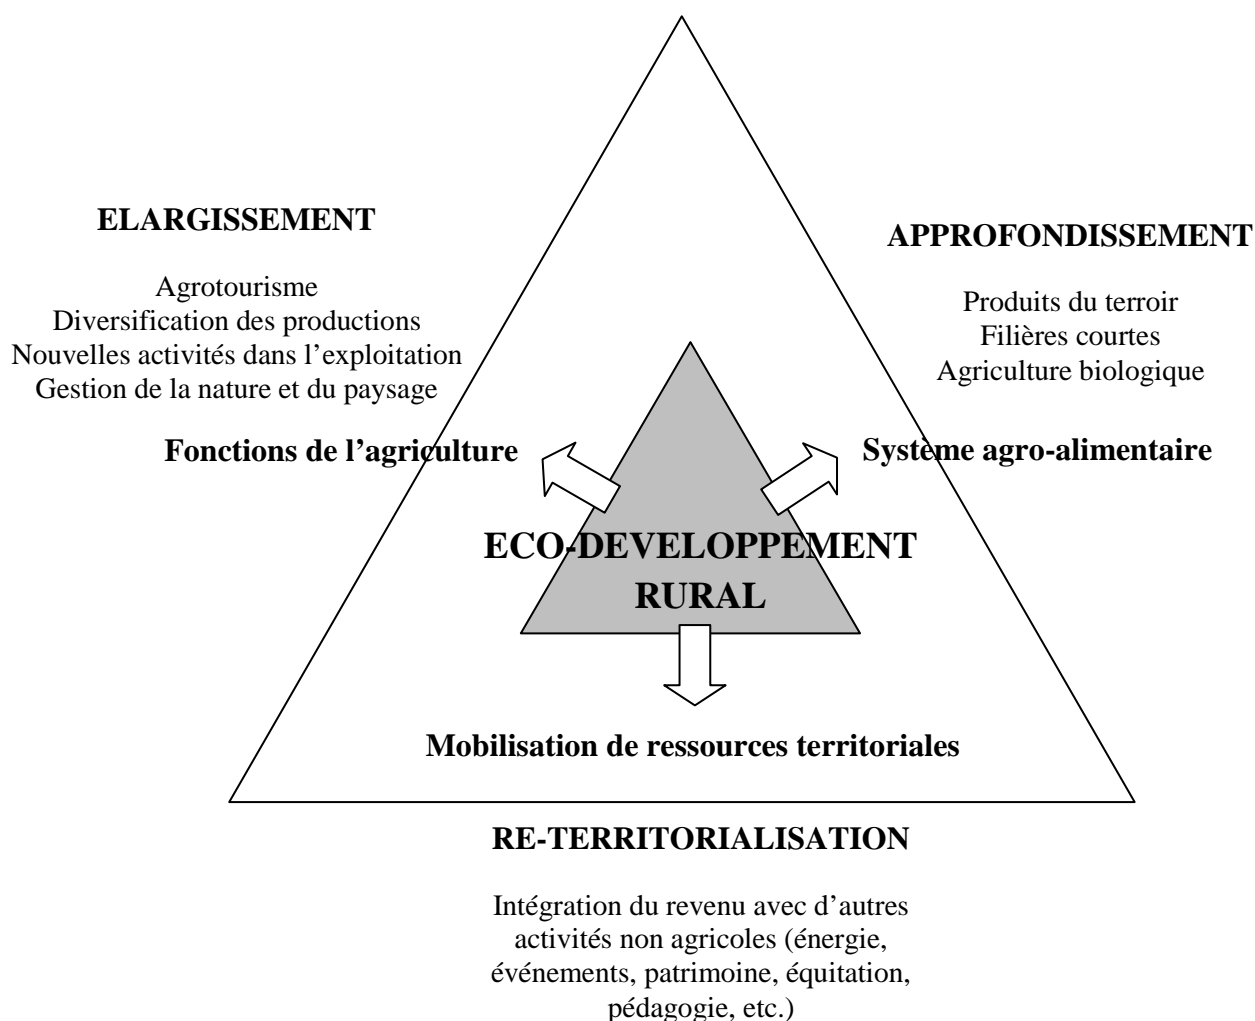 ELARGISSEMENT
Agrotourisme
Diversification des productions
Nouvelles activités dans l’exploitation
Gestion de la nature et du paysage
Fonctions de l’agriculture
APPROFONDISSEMENT
Produits du terroir
Filières courtes
Agriculture biologique
Système agro-alimentaire
ECO-DEVELOPPEMENT
RURAL
Mobilisation de ressources territoriales
RE-TERRITORIALISATION
Intégration du revenu avec d’autres
activités non agricoles (énergie,
événements, patrimoine, équitation,
pédagogie, etc.)